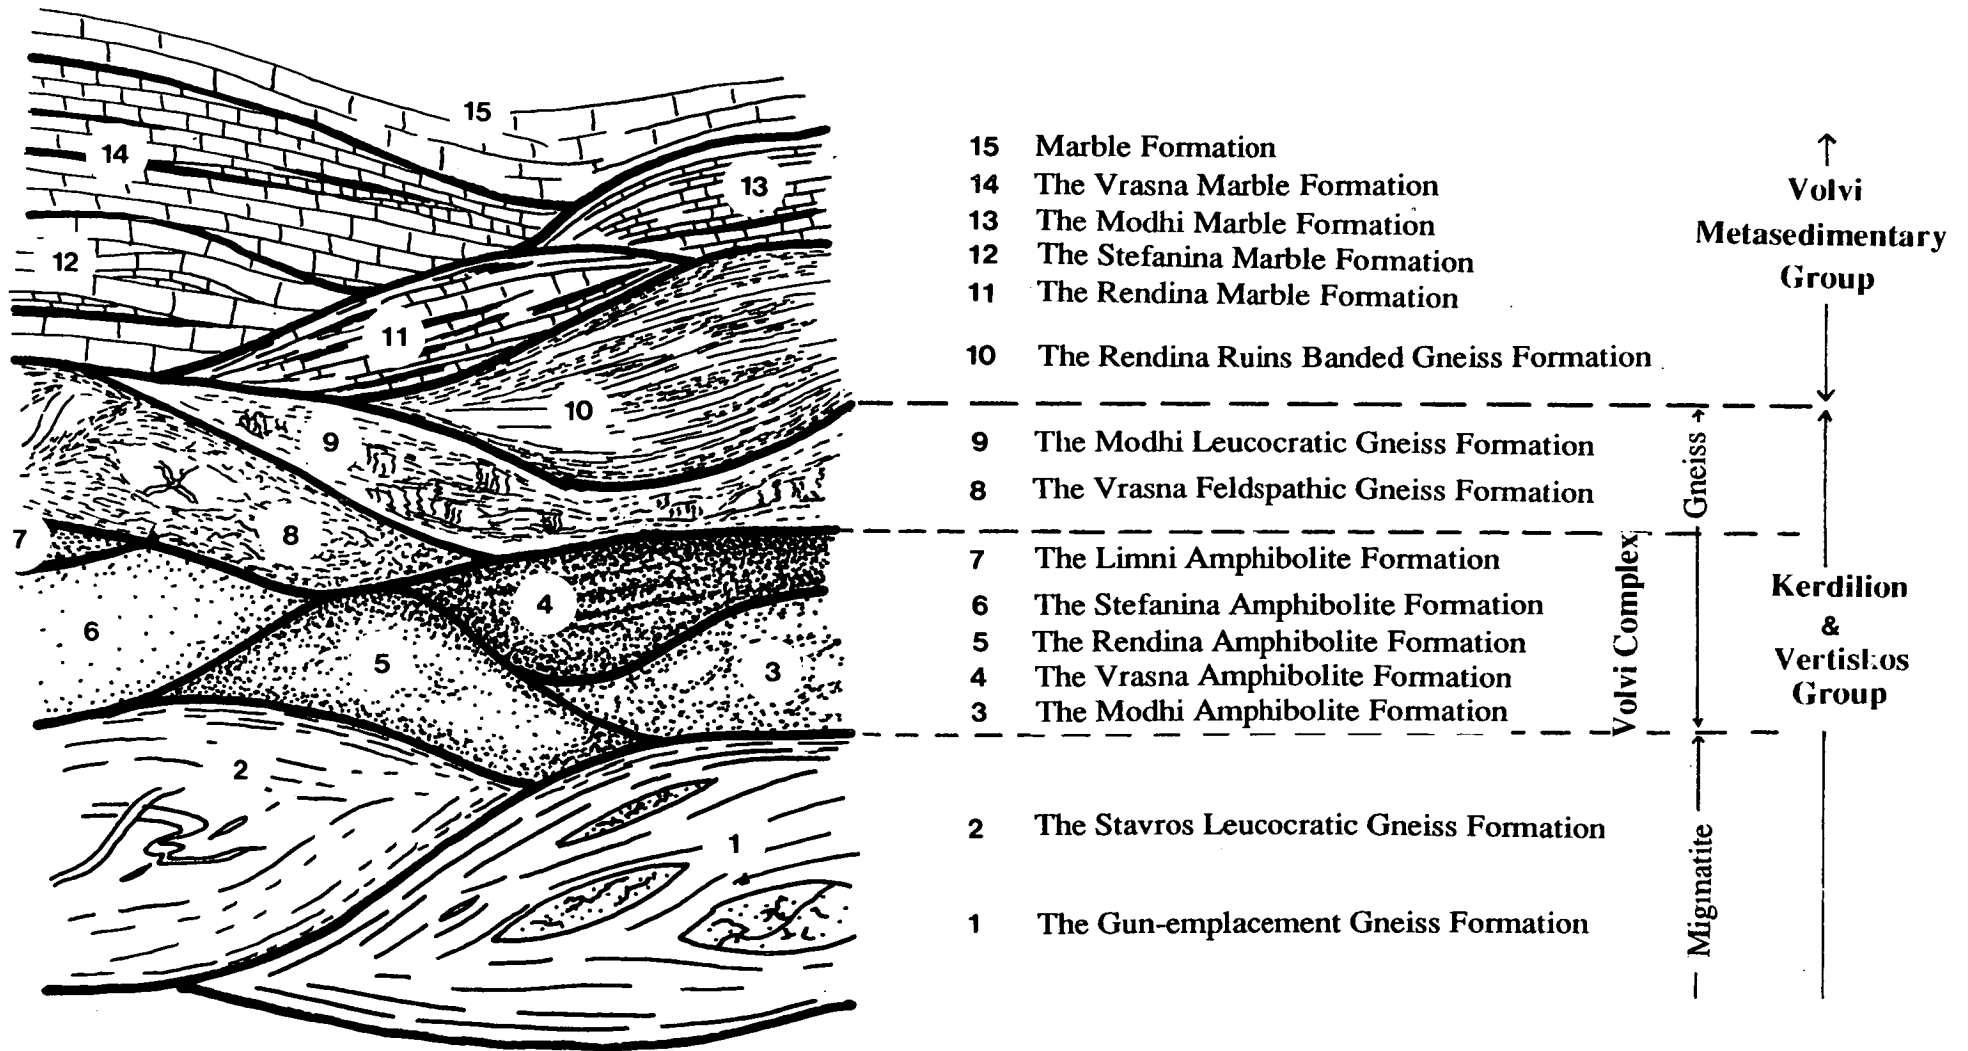 15
14
13
12
11
10
9
8
7
6
5
4
3
2
1
15 Marble Formation
14 The Vrasna Marble Formation
13 The Modhi Marble Formation
12 The Stefanina Marble Formation
11 The Rendina Marble Formation
10 The Rendina Ruins Banded Gneiss Formation
9 The Modhi Leucocratic Gneiss Formation
8 The Vrasna Feldspathic Gneiss Formation
7 The Limni Amphibolite Formation
6 The Stefanina Amphibolite Formation
5 The Rendina Amphibolite Formation
4 The Vrasna Amphibolite Formation
3 The Modhi Amphibolite Formation
2 The Stavros Leucocratic Gneiss Formation
1 The Gun-emplacement Gneiss Formation
Gneiss
Volvi Complex
Migmatite
Volvi
Metasedimentary
Group
Kerdilion
&
Vertiskos
Group